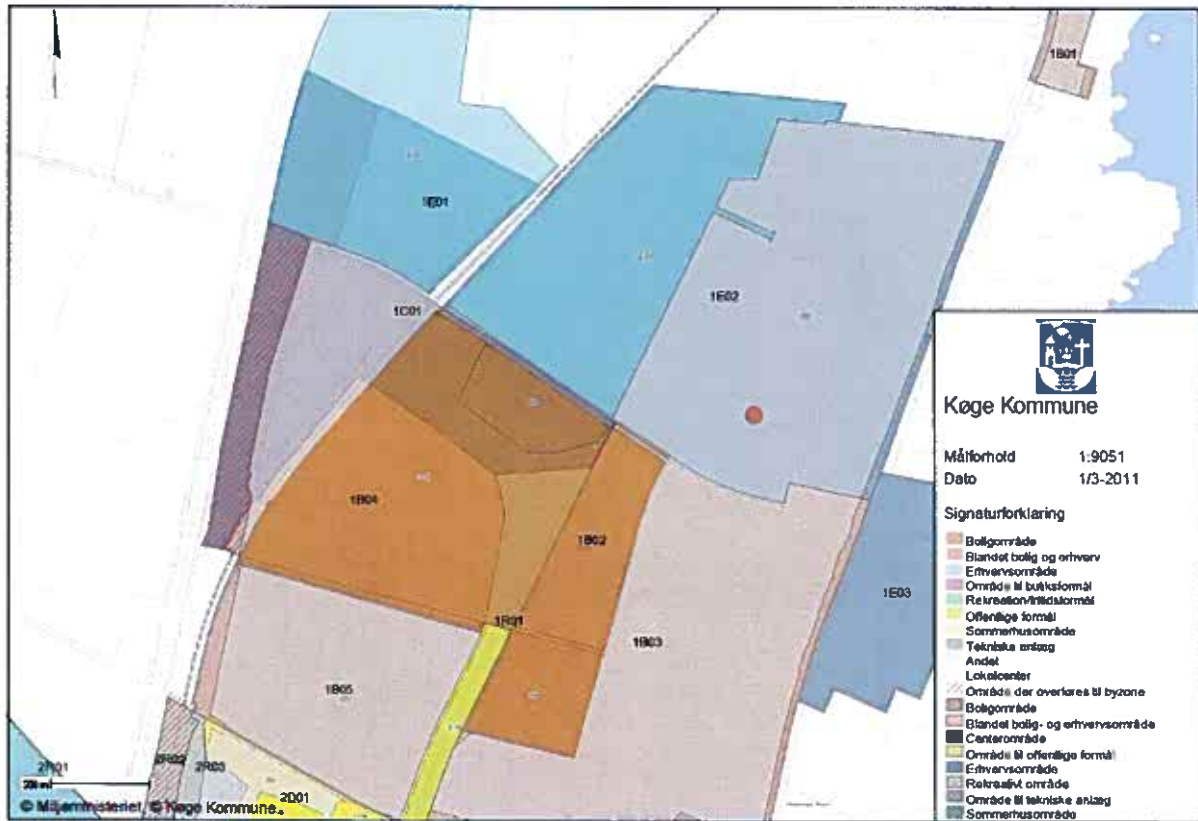 1B01
1E01
1E02
1C01
1B04
1B02
1E03
1R01
1B03
1B05
2R01
2R02
2R03
2D01
© Miljøministeriet, © Køge Kommune.
Køge Kommune
Målforhold 1:9051
Dato 1/3-2011
Signaturforklaring
Boligområde
Blandet bolig og erhverv
Erhvervsområde
Område til butiksformål
Rekreation/fritidsformål
Offentlige formål
Sommerhusområde
Tekniske anlæg
Andet
Lokalcenter
Område der overføres til byzone
Boligområde
Blandet bolig- og erhvervsområde
Centerområde
Område til offentlige formål
Erhvervsområde
Rekreativt område
Område til tekniske anlæg
Sommerhusområde